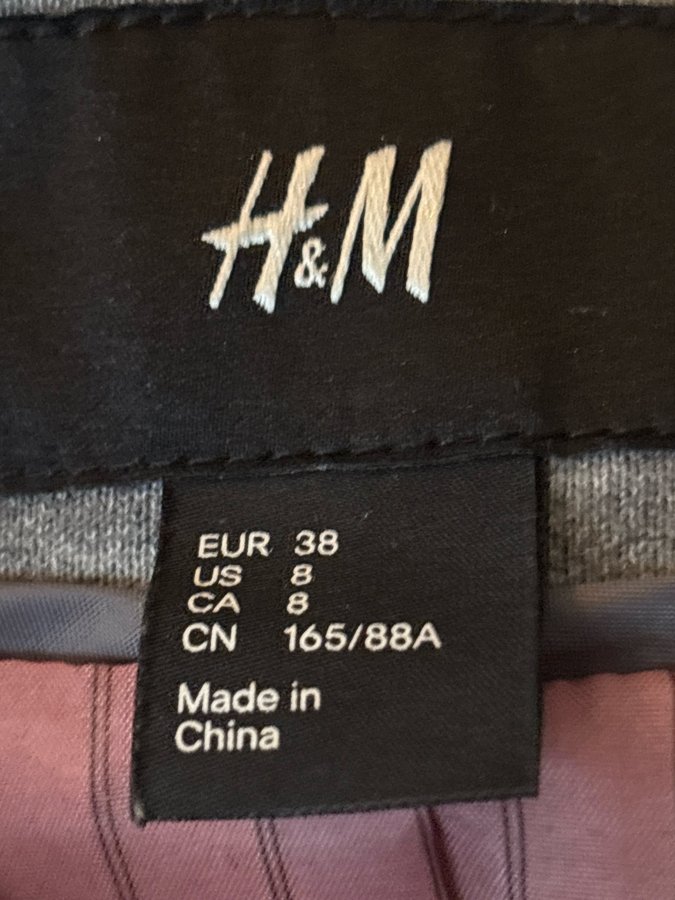 H&M
EUR 38
US 8
CA 8
CN 165/88A
Made in
China